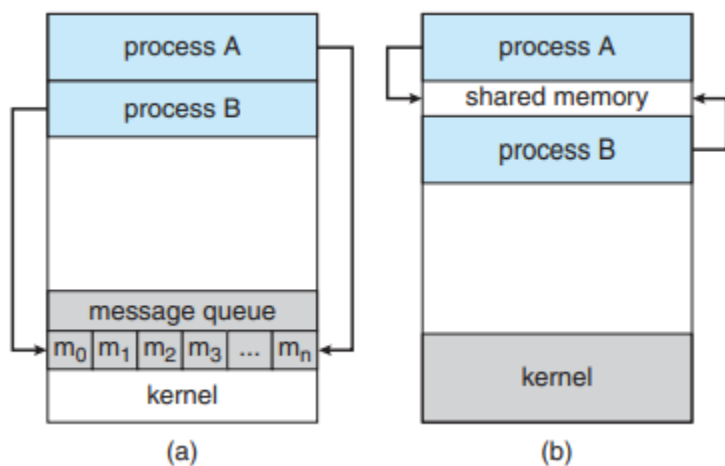 process A
process B
message queue
m₀ m₁ m₂ m₃ ... mₙ
kernel
(a)
process A
shared memory
process B
kernel
(b)